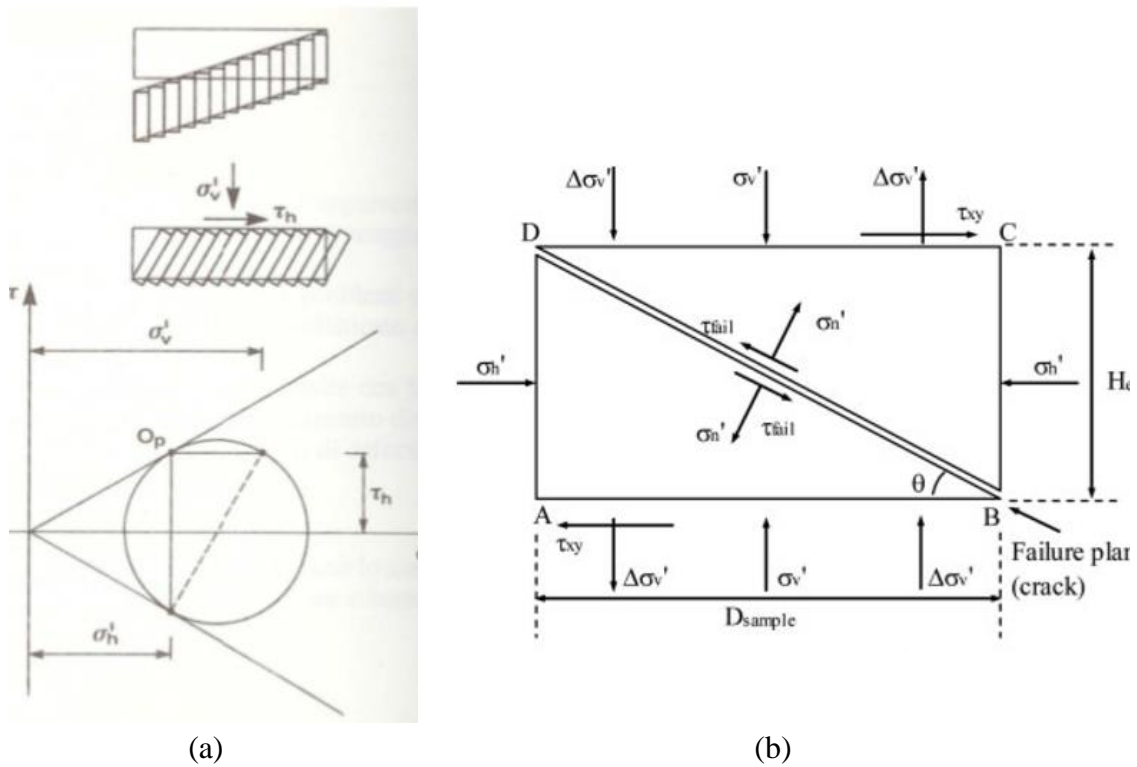 σ'v
τh
τ
σ'v
Op
τh
σ'h
(a)
Δσv' σv' Δσv'
τxy
D C
τfail σn'
σh' σh'
σn' τfail
θ
A B
τxy
Δσv' σv' Δσv'
Failure plan
(crack)
Dsample
(b)